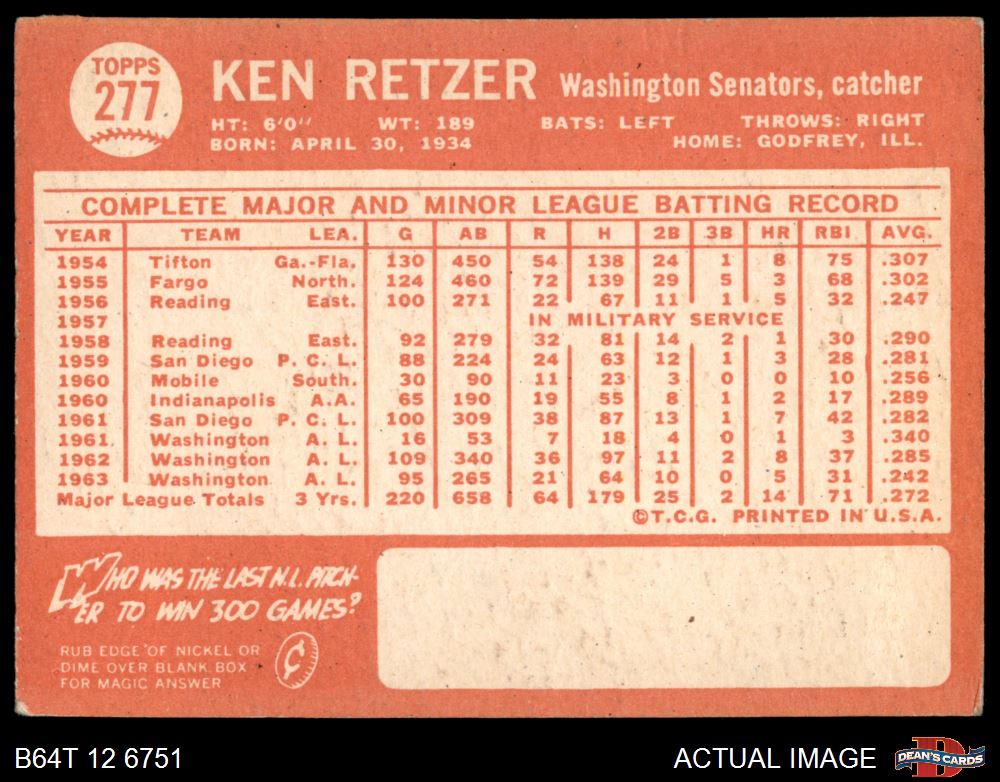 TOPPS
277
KEN RETZER Washington Senators, catcher
HT: 6'0" WT: 189 BATS: LEFT THROWS: RIGHT
BORN: APRIL 30, 1934 HOME: GODFREY, ILL.
COMPLETE MAJOR AND MINOR LEAGUE BATTING RECORD
YEAR TEAM LEA. G AB R H 2B 3B HR RBI AVG.
1954 Tifton Ga.-Fla. 130 450 54 138 24 1 8 75 .307
1955 Fargo North. 124 460 72 139 29 5 3 68 .302
1956 Reading East. 100 271 22 67 11 1 5 32 .247
1957 IN MILITARY SERVICE
1958 Reading East. 92 279 32 81 14 2 1 30 .290
1959 San Diego P. C. L. 88 224 24 63 12 1 3 28 .281
1960 Mobile South. 30 90 11 23 3 0 0 10 .256
1960 Indianapolis A.A. 65 190 19 55 8 1 2 17 .289
1961 San Diego P. C. L. 100 309 38 87 13 1 7 42 .282
1961 Washington A. L. 16 53 7 18 4 0 1 3 .340
1962 Washington A. L. 109 340 36 97 11 2 8 37 .285
1963 Washington A. L. 95 265 21 64 10 0 5 31 .242
Major League Totals 3 Yrs. 220 658 64 179 25 2 14 71 .272
©T.C.G. PRINTED IN U.S.A.
WHO WAS THE LAST N.L. PITCH-
ER TO WIN 300 GAMES?
RUB EDGE OF NICKEL OR
DIME OVER BLANK BOX
FOR MAGIC ANSWER
¢
B64T 12 6751 ACTUAL IMAGE D DEAN'S CARDS